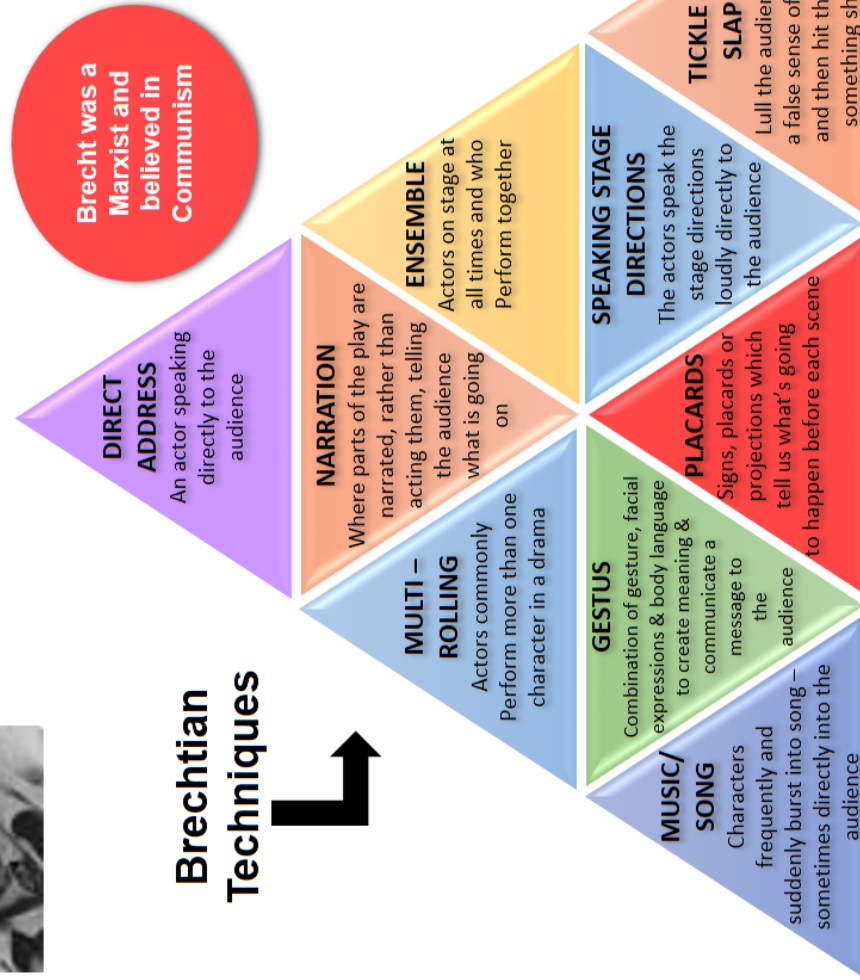 Brecht was a
Marxist and
believed in
Communism
Brechtian
Techniques
DIRECT
ADDRESS
An actor speaking
directly to the
audience
MULTI –
ROLLING
Actors commonly
Perform more than one
character in a drama
NARRATION
Where parts of the play are
narrated, rather than
acting them, telling
the audience
what is going
on
ENSEMBLE
Actors on stage at
all times and who
Perform together
MUSIC/
SONG
Characters
frequently and
suddenly burst into song –
sometimes directly into the
audience
GESTUS
Combination of gesture, facial
expressions & body language
to create meaning &
communicate a
message to
the
audience
PLACARDS
Signs, placards or
projections which
tell us what's going
to happen before each scene
SPEAKING STAGE
DIRECTIONS
The actors speak the
stage directions
loudly directly to
the audience
TICKLE
SLAP
Lull the
a false sense of
and then hit
something